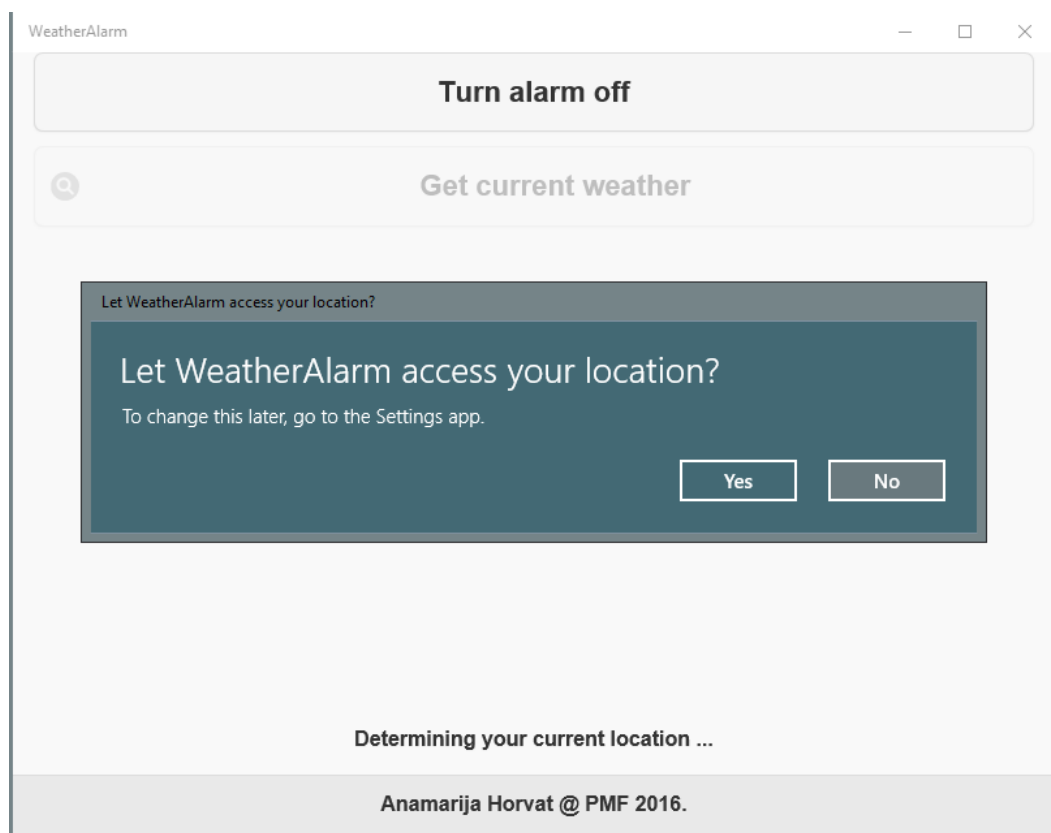 WeatherAlarm
Turn alarm off
Get current weather
Let WeatherAlarm access your location?
Let WeatherAlarm access your location?
To change this later, go to the Settings app.
Yes No
Determining your current location ...
Anamarija Horvat @ PMF 2016.